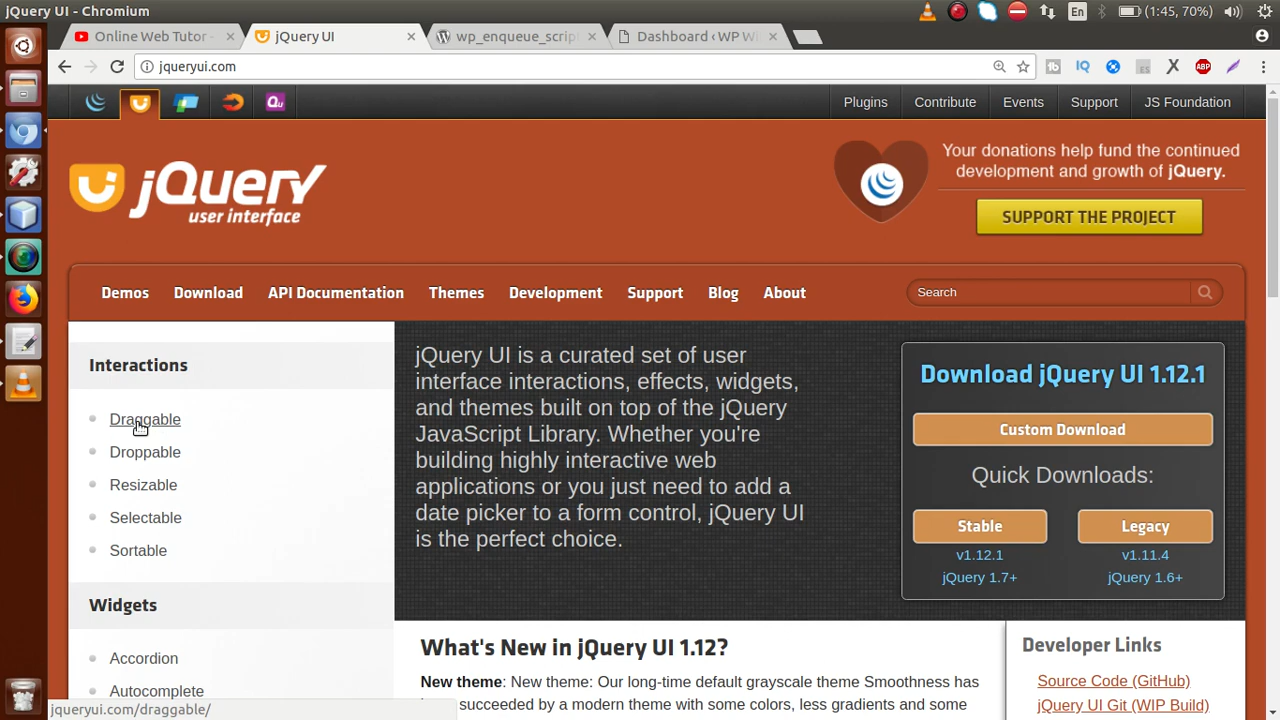 jQuery UI - Chromium
En
(1:45, 70%)
Online Web Tutor -
jQuery UI
wp_enqueue_scrip
Dashboard ‹ WP Wi
jqueryui.com
ABP
Plugins
Contribute
Events
Support
JS Foundation
jQuery
user interface
Your donations help fund the continued
development and growth of jQuery.
SUPPORT THE PROJECT
Demos
Download
API Documentation
Themes
Development
Support
Blog
About
Search
Interactions
Draggable
Droppable
Resizable
Selectable
Sortable
Widgets
Accordion
Autocomplete
jQuery UI is a curated set of user
interface interactions, effects, widgets,
and themes built on top of the jQuery
JavaScript Library. Whether you're
building highly interactive web
applications or you just need to add a
date picker to a form control, jQuery UI
is the perfect choice.
Download jQuery UI 1.12.1
Custom Download
Quick Downloads:
Stable
v1.12.1
jQuery 1.7+
Legacy
v1.11.4
jQuery 1.6+
What's New in jQuery UI 1.12?
New theme: New theme: Our long-term default grayscale theme Smoothness has
succeeded by a modern theme with some colors, less gradients and some
Developer Links
Source Code (GitHub)
jQuery UI Git (WIP Build)
jqueryui.com/draggable/